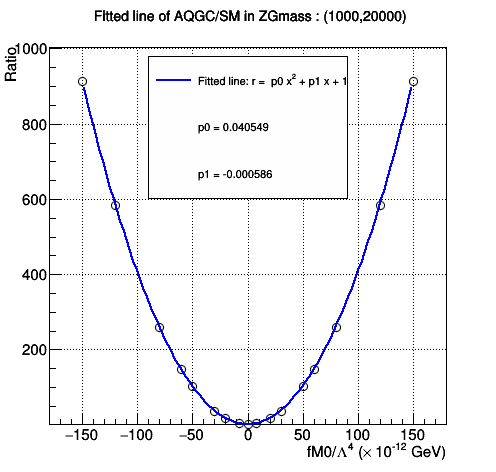 FItted line of AQGC/SM in ZGmass : (1000,20000)
Ratio
1000
800
600
400
200
Fitted line: r = p0 x² + p1 x + 1
p0 = 0.040549
p1 = -0.000586
−150 −100 −50 0 50 100 150
fM0/Λ⁴ (× 10⁻¹² GeV)